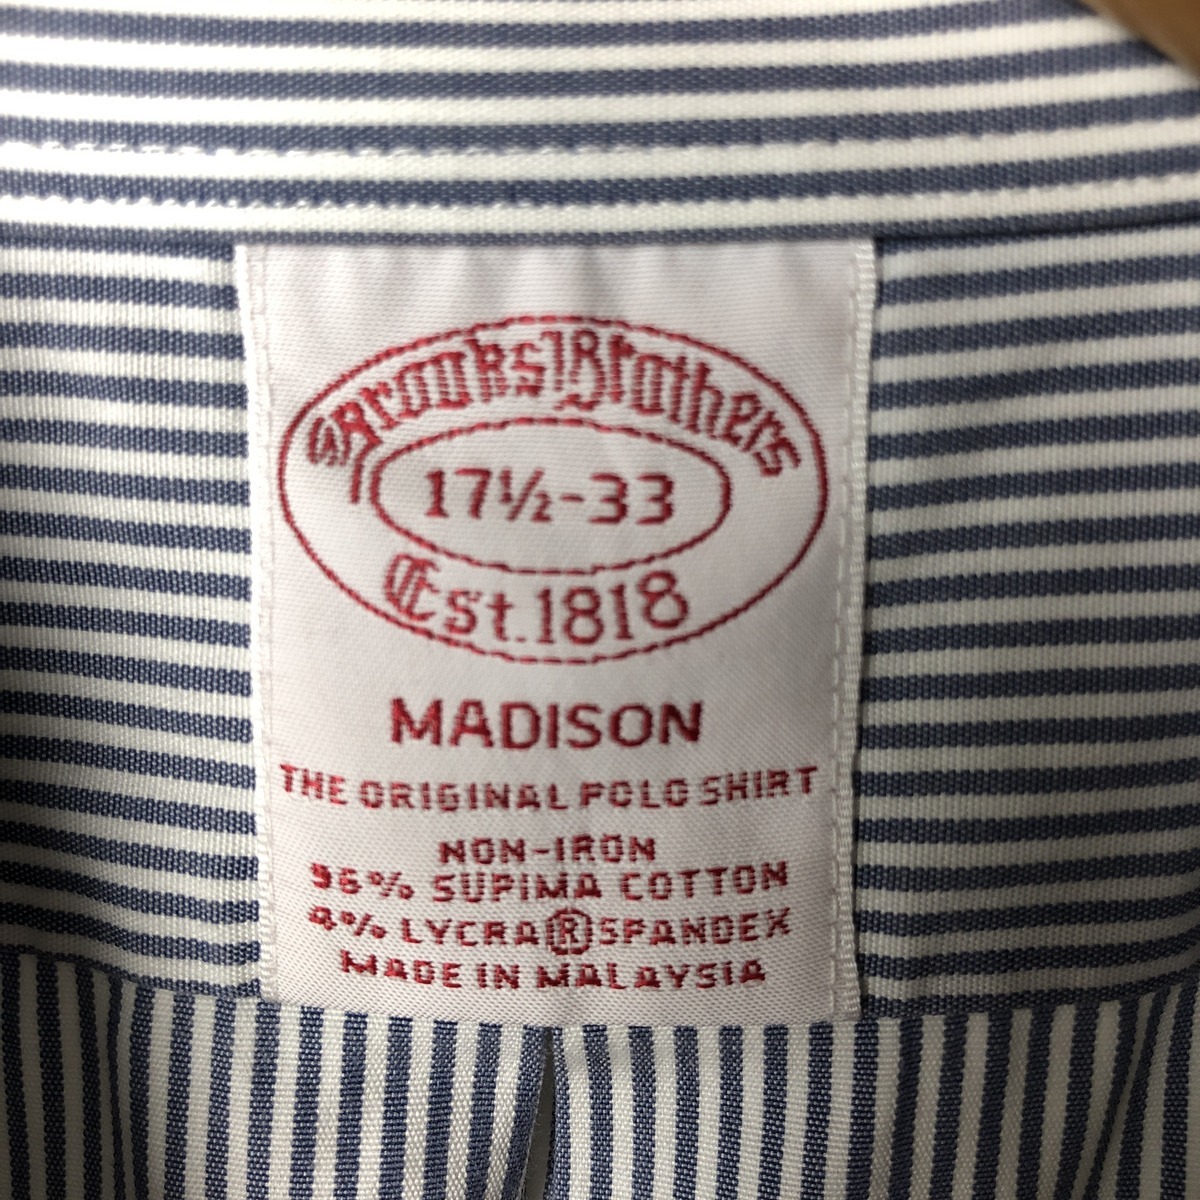 Brooks Brothers
17½-33
Est. 1818
MADISON
THE ORIGINAL POLO SHIRT
NON-IRON
96% SUPIMA COTTON
4% LYCRA® SPANDEX
MADE IN MALAYSIA